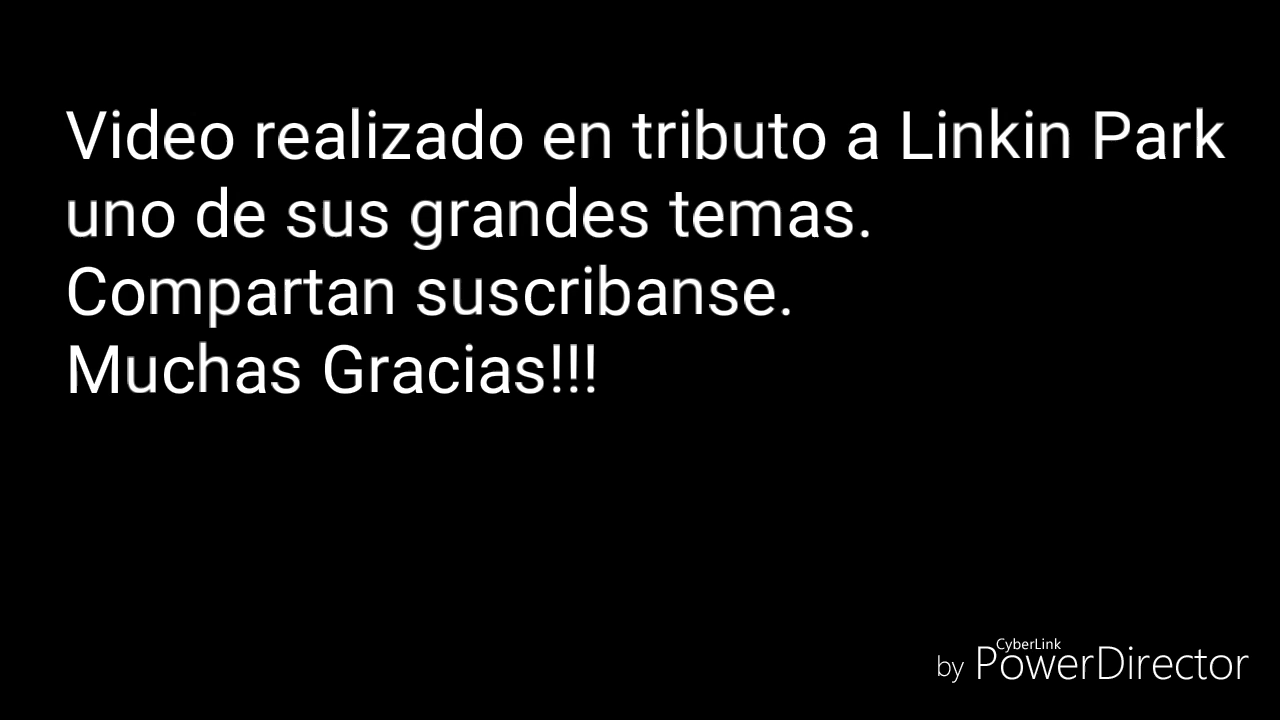 Video realizado en tributo a Linkin Park
uno de sus grandes temas.
Compartan suscribanse.
Muchas Gracias!!!
CyberLink
by PowerDirector